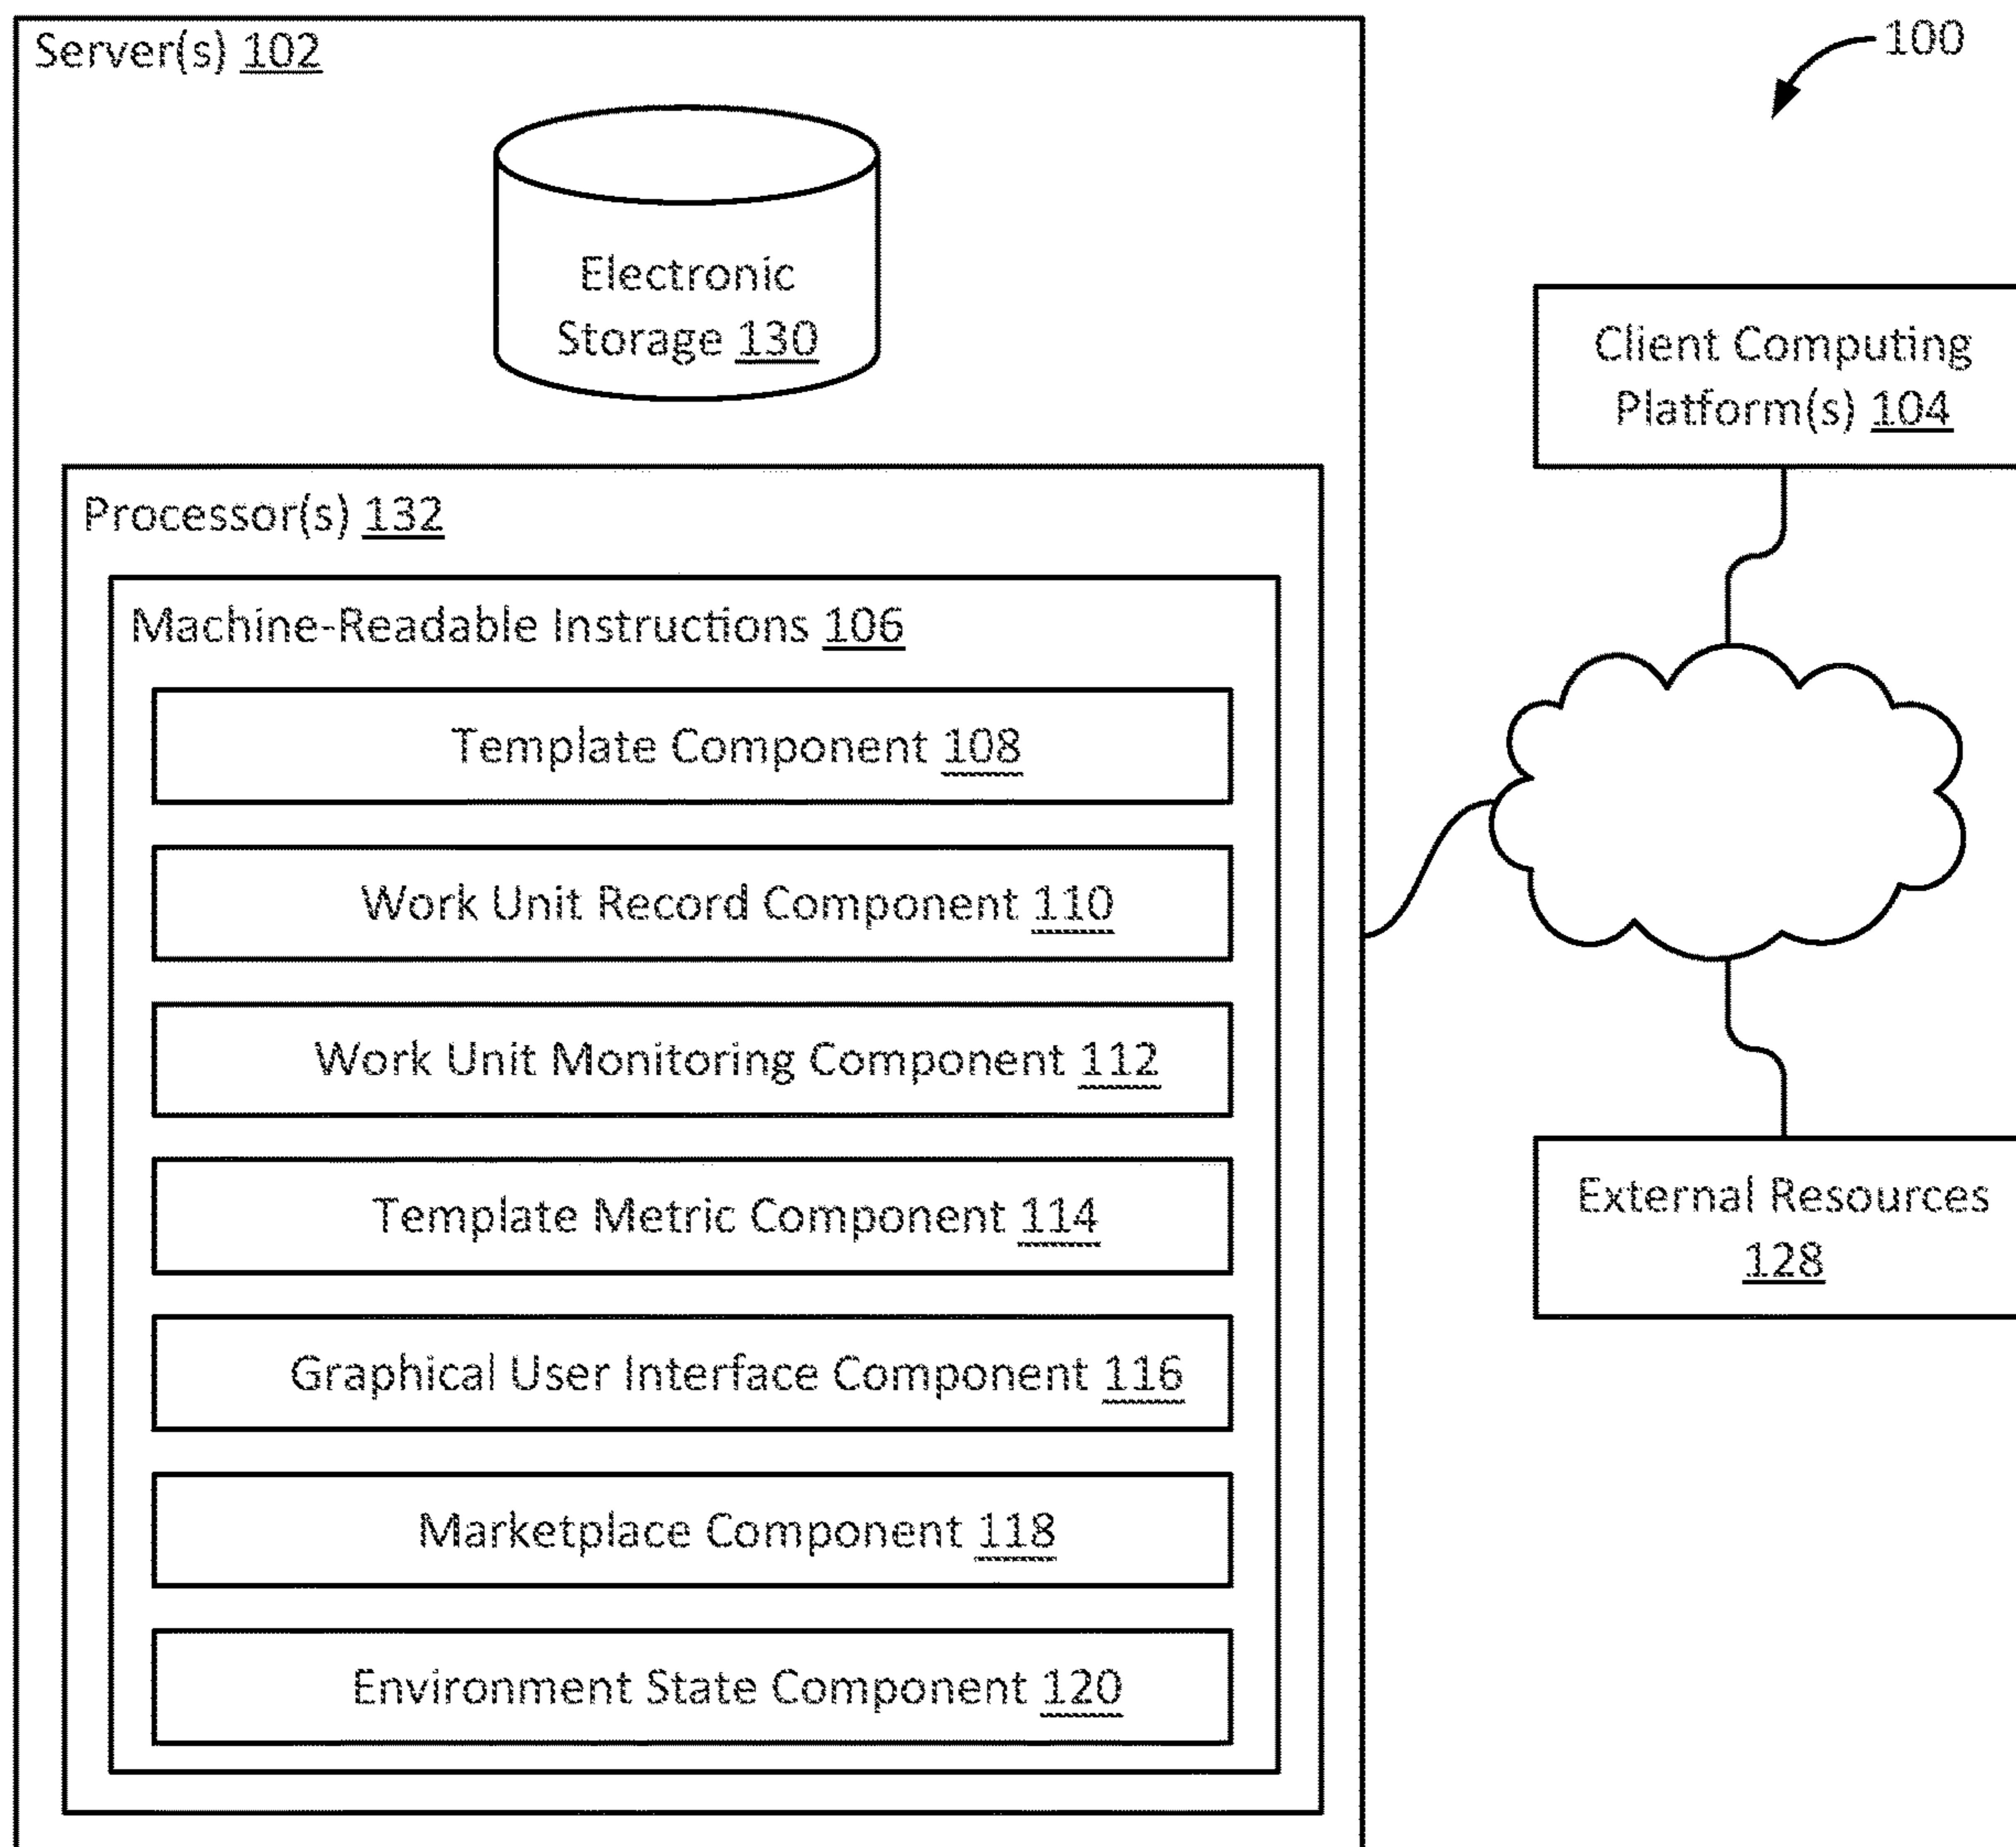 Server(s) 102
100
Electronic
Storage 130
Client Computing
Platform(s) 104
Processor(s) 132
Machine-Readable Instructions 106
Template Component 108
Work Unit Record Component 110
Work Unit Monitoring Component 112
Template Metric Component 114
External Resources
128
Graphical User Interface Component 116
Marketplace Component 118
Environment State Component 120